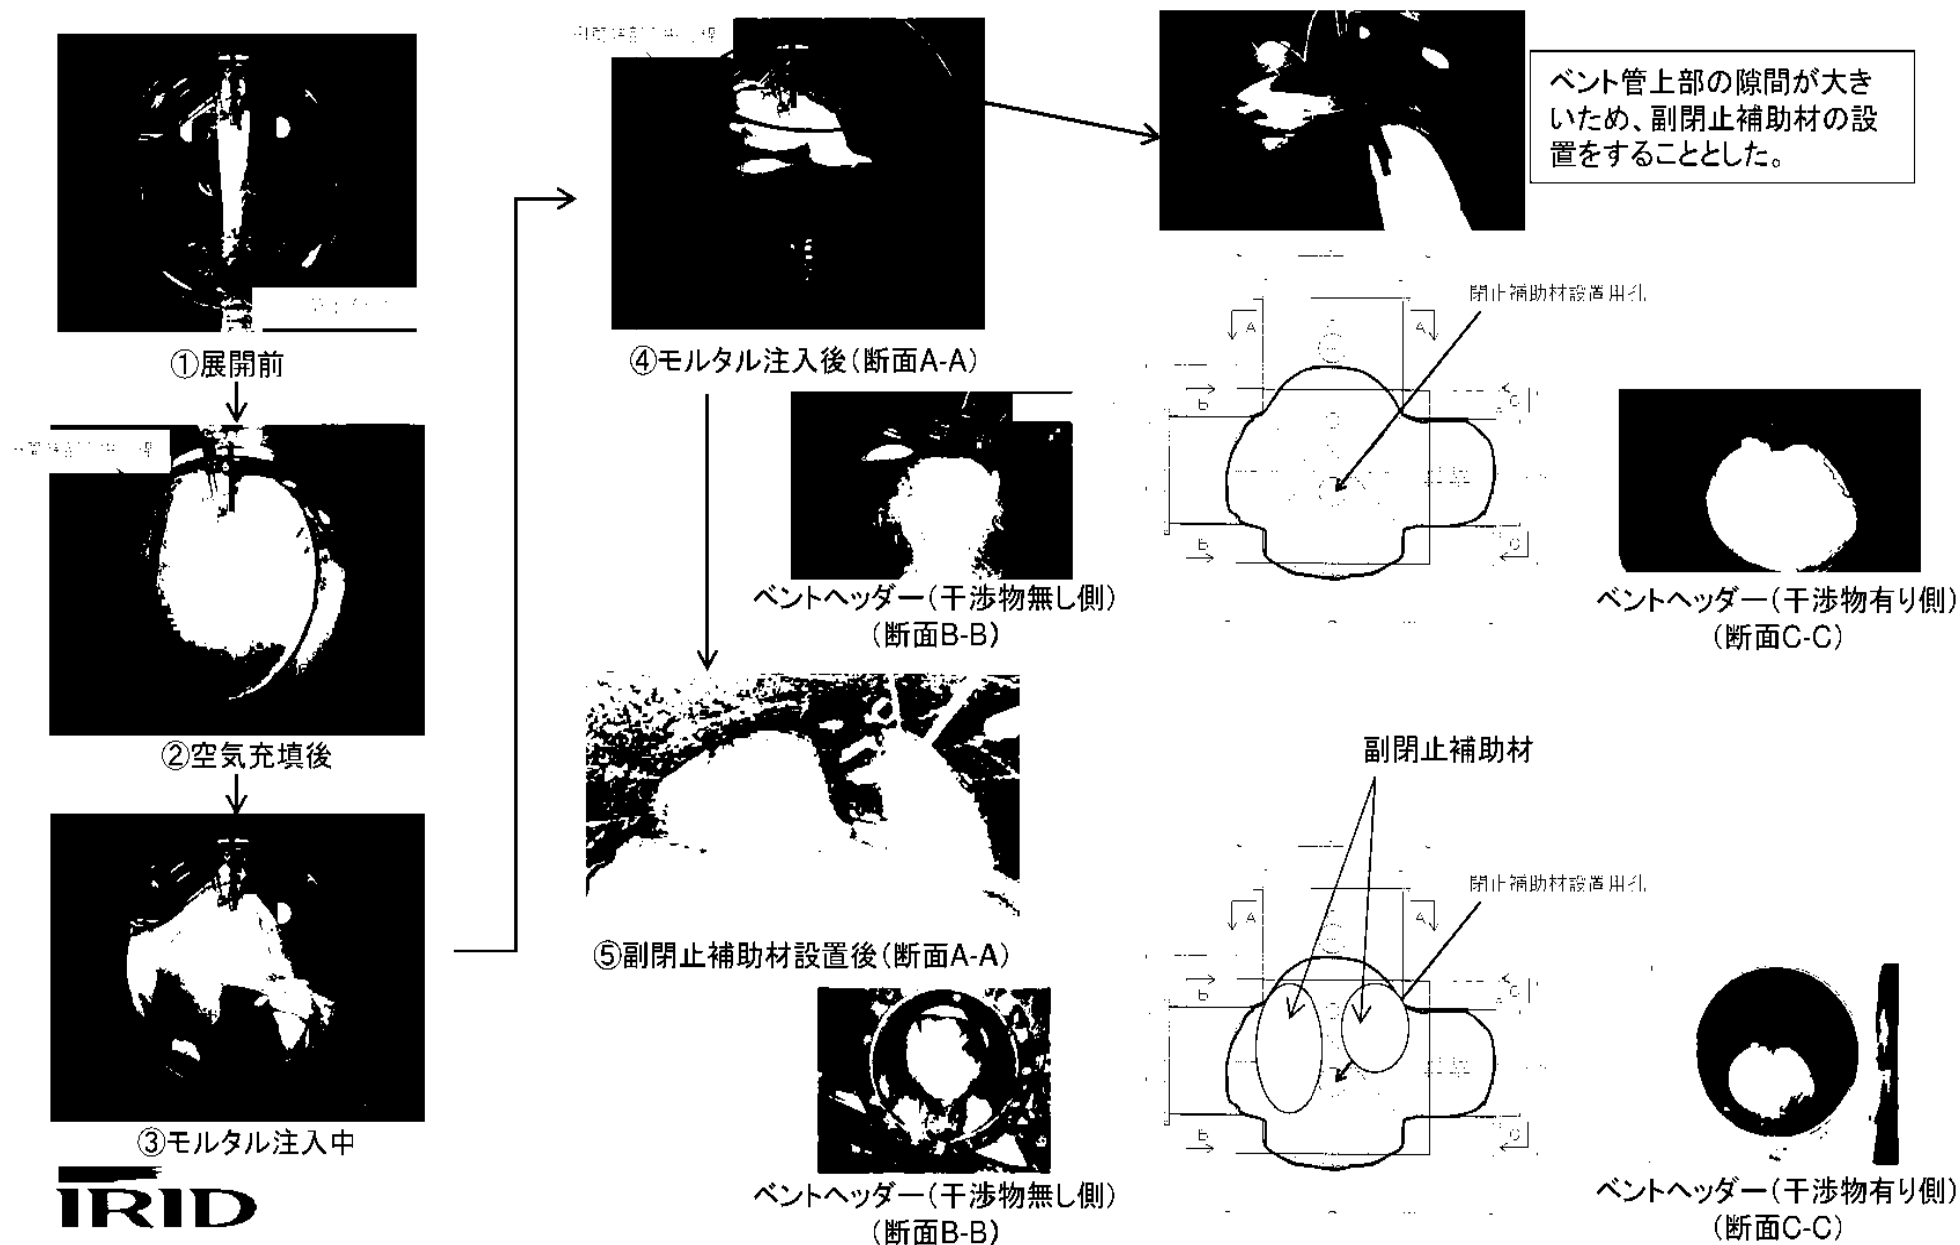 ベント管上部の隙間が大き
いため、副閉止補助材の設
置をすることとした。
①展開前
②空気充填後
③モルタル注入中
④モルタル注入後(断面A-A)
ベントヘッダー(干渉物無し側)
(断面B-B)
閉止補助材設置用孔
A
A
B
C
B
C
ベントヘッダー(干渉物有り側)
(断面C-C)
⑤副閉止補助材設置後(断面A-A)
ベントヘッダー(干渉物無し側)
(断面B-B)
副閉止補助材
閉止補助材設置用孔
A
A
B
C
B
C
ベントヘッダー(干渉物有り側)
(断面C-C)
IRID